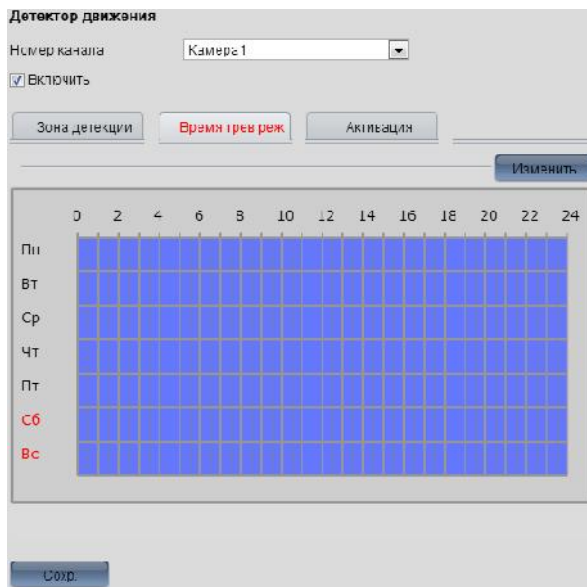 Детектор движения
Номер канала Камера 1
Включить
Зона детекции Время трев реж Активация
Изменить
0 2 4 6 8 10 12 14 16 18 20 22 24
Пн
Вт
Ср
Чт
Пт
Сб
Вс
Сохр.